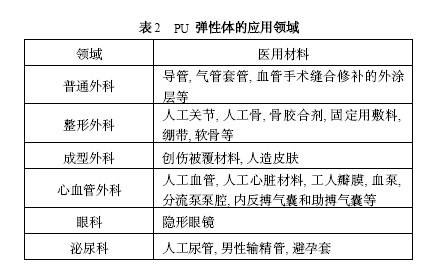 表2 PU 弹性体的应用领域
领域 医用材料
普通外科 导管, 气管套管, 血管手术缝合修补的外涂
层等
整形外科 人工关节, 人工骨, 骨胶合剂, 固定用敷料,
绷带, 软骨等
成型外科 创伤被覆材料, 人造皮肤
心血管外科 人工血管, 人工心脏材料, 工人瓣膜, 血泵,
分流泵泵腔, 内反搏气囊和助搏气囊等
眼科 隐形眼镜
泌尿科 人工尿管, 男性输精管, 避孕套